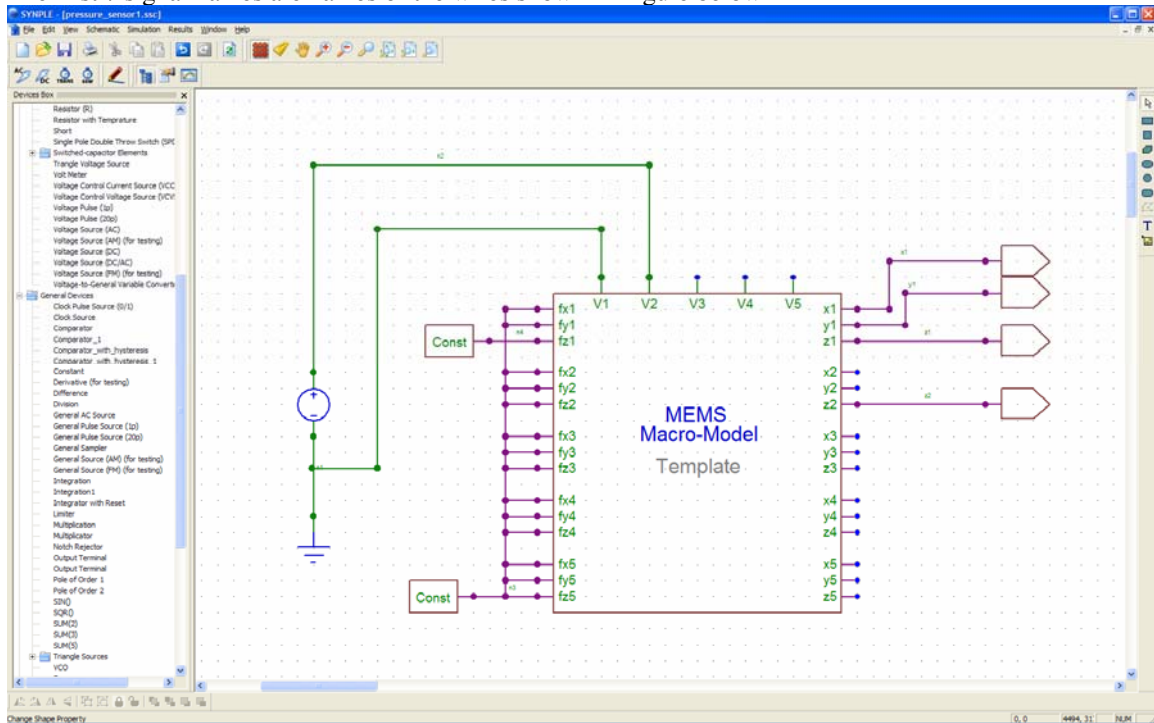 SYNPLE - [pressure_sensor1.ssc]
File Edit View Schematic Simulation Results Window Help
AC DC TRANS
Devices Box
Resistor (R)
Resistor with Temprature
Short
Single Pole Double Throw Switch (SPD
Switched-capacitor Elements
Trangle Voltage Source
Volt Meter
Voltage Control Current Source (VCC
Voltage Control Voltage Source (VCV
Voltage Pulse (1p)
Voltage Pulse (20p)
Voltage Source (AC)
Voltage Source (AM) (for testing)
Voltage Source (DC)
Voltage Source (DC/AC)
Voltage Source (FM) (for testing)
Voltage-to-General Variable Converte
General Devices
Clock Pulse Source (0/1)
Clock Source
Comparator
Comparator_1
Comparator_with_hysteresis
Comparator_with_hysteresis_1
Constant
Derivative (for testing)
Difference
Division
General AC Source
General Pulse Source (1p)
General Pulse Source (20p)
General Sampler
General Source (AM) (for testing)
General Source (FM) (for testing)
Integration
Integration1
Integrator with Reset
Limiter
Multiplication
Multiplicator
Notch Rejector
Output Terminal
Output Terminal
Pole of Order 1
Pole of Order 2
SIN()
SQR()
SUM(2)
SUM(3)
SUM(5)
Triangle Sources
VCO
V1 V2 V3 V4 V5
fx1 x1
fy1 y1
Const fz1 z1
fx2 x2
fy2 y2
fz2 z2
MEMS
Macro-Model
Template
fx3 x3
fy3 y3
fz3 z3
fx4 x4
fy4 y4
fz4 z4
fx5 x5
fy5 y5
Const fz5 z5
Change Shape Property
0, 0 4494, 31 NUM